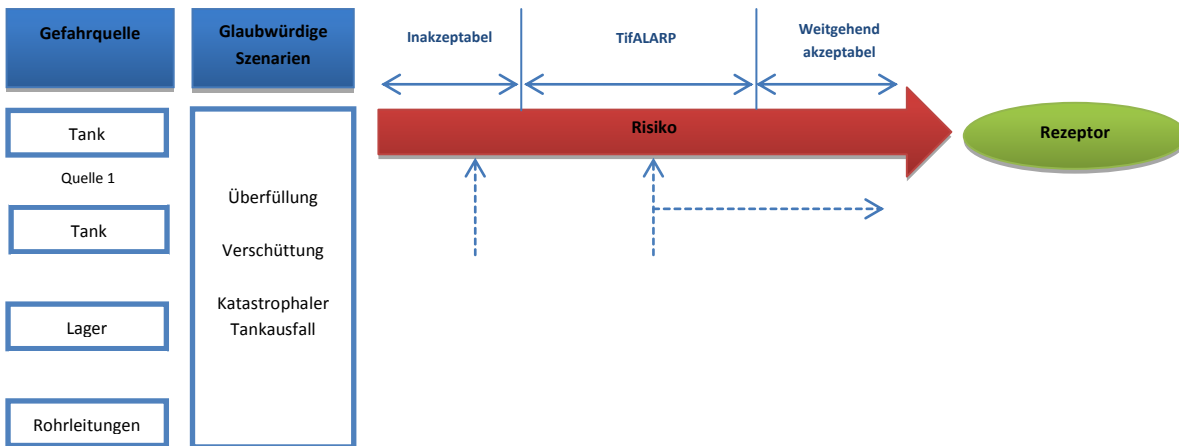 Gefahrquelle
Glaubwürdige
Szenarien
Inakzeptabel
TifALARP
Weitgehend
akzeptabel
Risiko
Rezeptor
Tank
Quelle 1
Tank
Lager
Rohrleitungen
Überfüllung
Verschüttung
Katastrophaler
Tankausfall